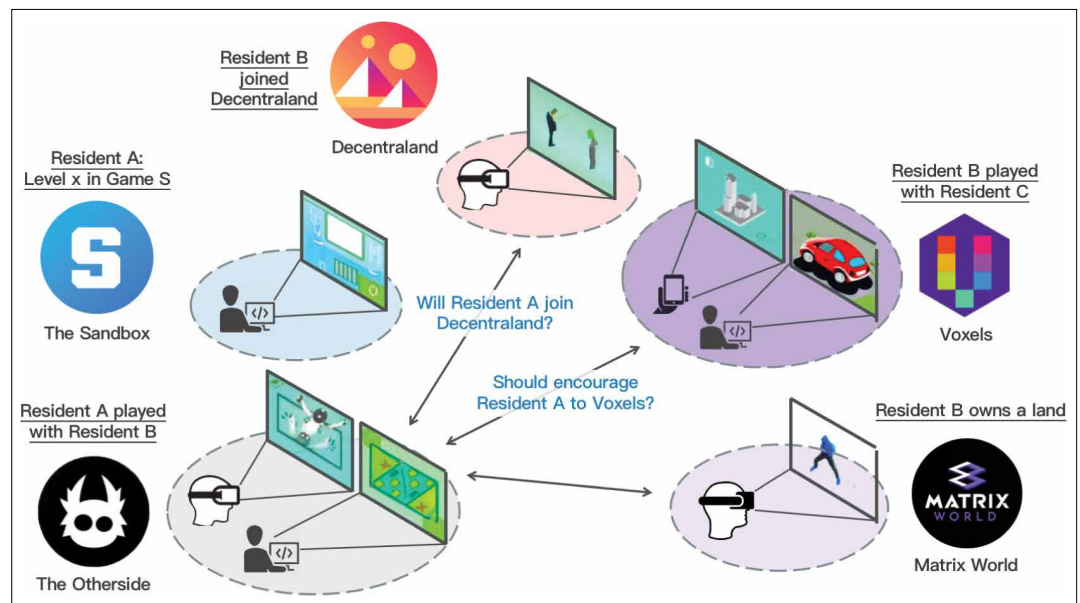 Resident B
joined
Decentraland
Decentraland
Resident A:
Level x in Game S
S
The Sandbox
</>
Will Resident A join
Decentraland?
Resident B played
with Resident C
</>
Voxels
Should encourage
Resident A to Voxels?
Resident A played
with Resident B
</>
The Otherside
Resident B owns a land
MATRIX
WORLD
Matrix World